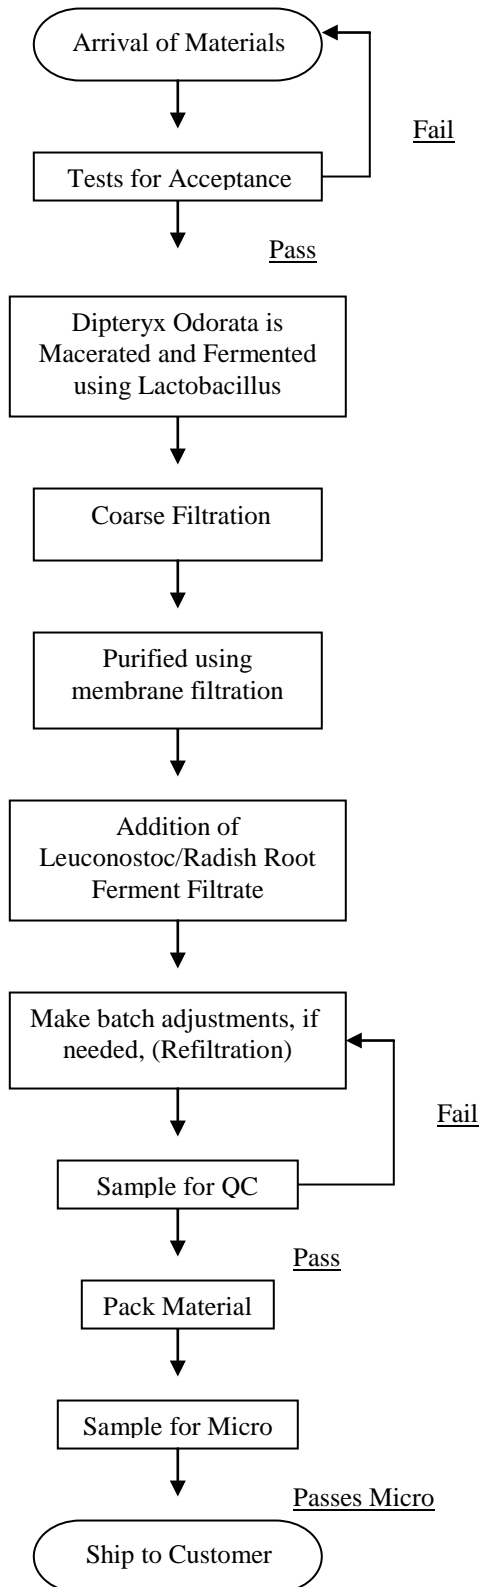 Arrival of Materials
Fail
Tests for Acceptance
Pass
Dipteryx Odorata is
Macerated and Fermented
using Lactobacillus
Coarse Filtration
Purified using
membrane filtration
Addition of
Leuconostoc/Radish Root
Ferment Filtrate
Make batch adjustments, if
needed, (Refiltration)
Fail
Sample for QC
Pass
Pack Material
Sample for Micro
Passes Micro
Ship to Customer